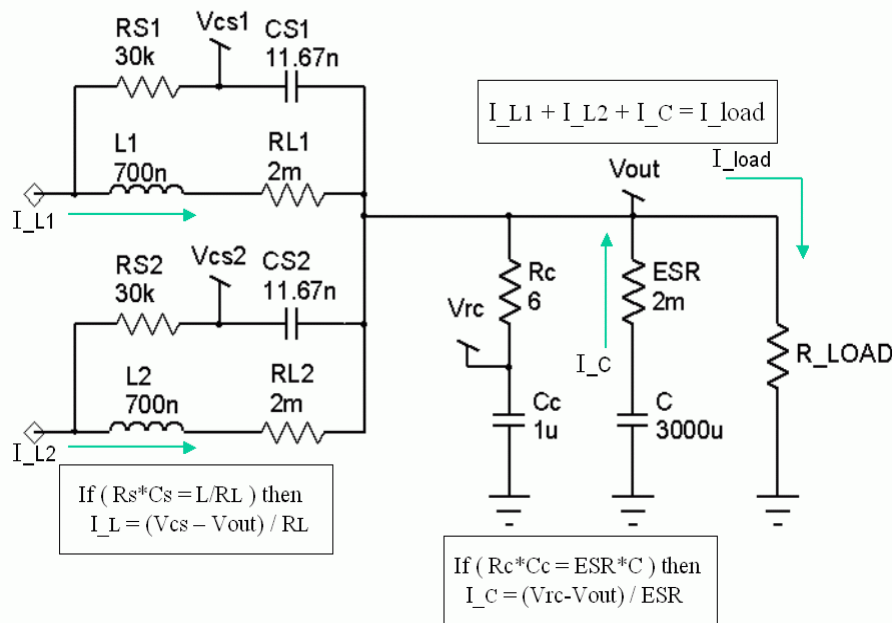 Vcs1
RS1
30k
CS1
11.67n
L1
700n
RL1
2m
I_L1
I_L1 + I_L2 + I_C = I_load
I_load
Vout
Vcs2
RS2
30k
CS2
11.67n
L2
700n
RL2
2m
I_L2
Rc
6
Vrc
ESR
2m
I_C
R_LOAD
Cc
1u
C
3000u
If ( Rs*Cs = L/RL ) then
I_L = (Vcs – Vout) / RL
If ( Rc*Cc = ESR*C ) then
I_C = (Vrc-Vout) / ESR